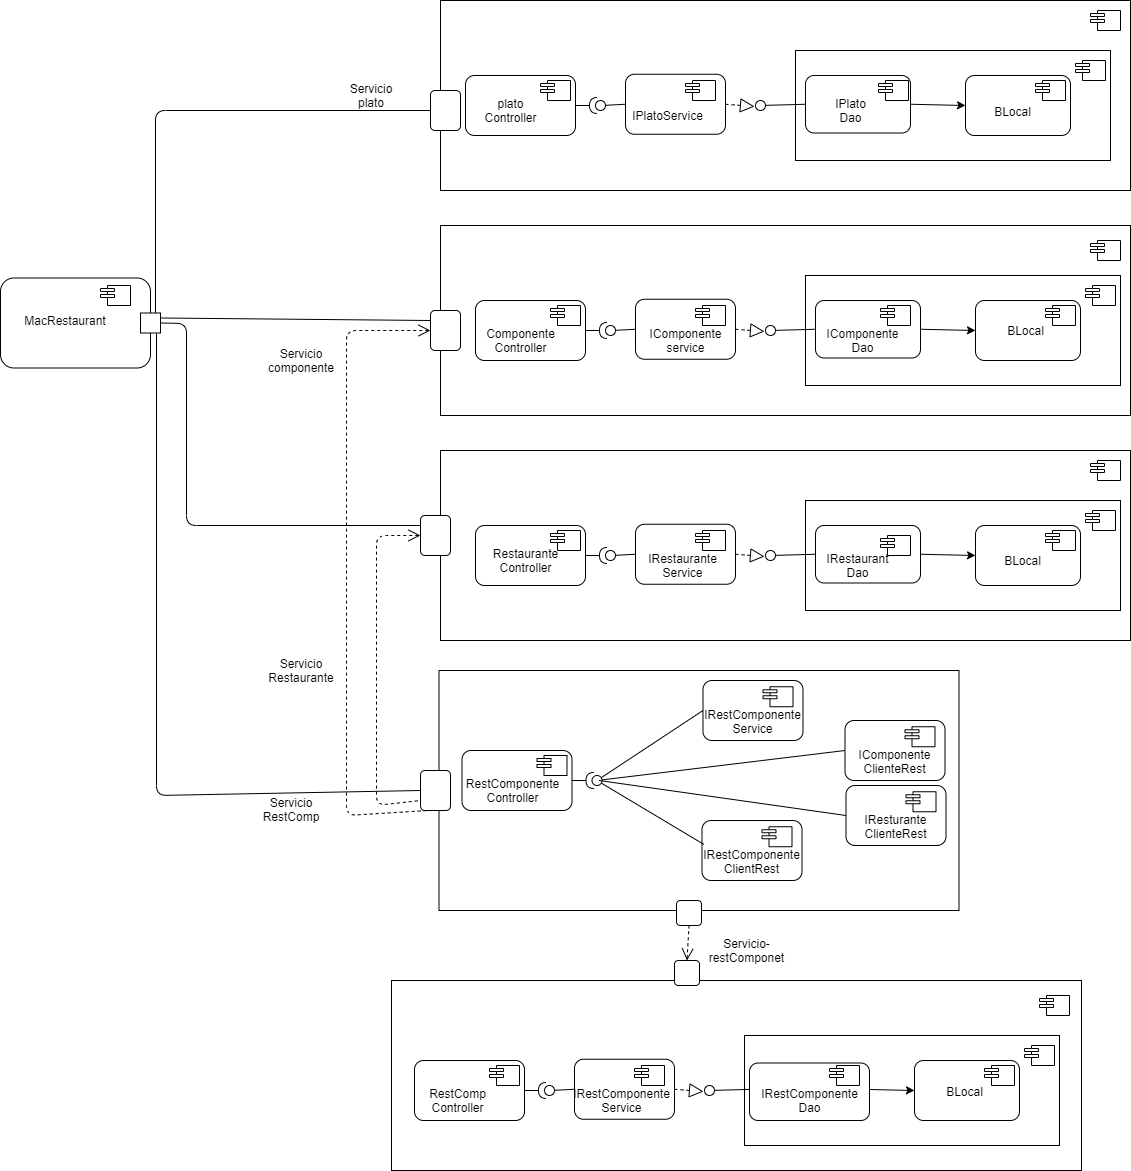 Servicio
plato
plato
Controller
IPlatoService
IPlato
Dao
BLocal
MacRestaurant
Servicio
componente
Componente
Controller
IComponente
service
IComponente
Dao
BLocal
Restaurante
Controller
IRestaurante
Service
IRestaurant
Dao
BLocal
Servicio
Restaurante
Servicio
RestComp
RestComponente
Controller
IRestComponente
Service
IComponente
ClienteRest
IResturante
ClienteRest
IRestComponente
ClientRest
Servicio-
restComponet
RestComp
Controller
IRestComponente
Service
IRestComponente
Dao
BLocal